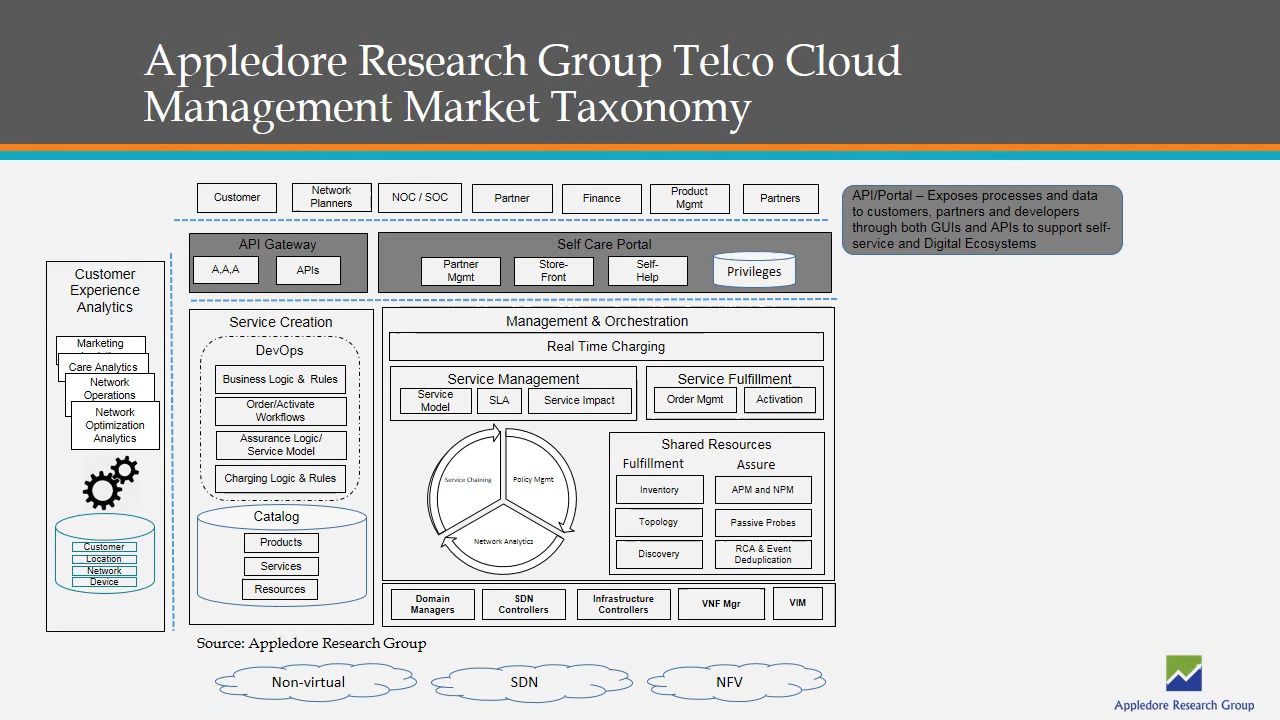 Appledore Research Group Telco Cloud
Management Market Taxonomy
Customer
Network
Planners
NOC / SOC
Partner
Finance
Product
Mgmt
Partners
API/Portal – Exposes processes and data
to customers, partners and developers
through both GUIs and APIs to support self-
service and Digital Ecosystems
API Gateway
A,A,A
APIs
Self Care Portal
Partner
Mgmt
Store-
Front
Self-
Help
Privileges
Customer
Experience
Analytics
Marketing
Care Analytics
Network
Operations
Network
Optimization
Analytics
Customer
Location
Network
Device
Service Creation
DevOps
Business Logic & Rules
Order/Activate
Workflows
Assurance Logic/
Service Model
Charging Logic & Rules
Catalog
Products
Services
Resources
Management & Orchestration
Real Time Charging
Service Management
Service
Model
SLA
Service Impact
Service Fulfillment
Order Mgmt
Activation
Service Chaining
Policy Mgmt
Network Analytics
Shared Resources
Fulfillment
Assure
Inventory
APM and NPM
Topology
Passive Probes
Discovery
RCA & Event
Deduplication
Domain
Managers
SDN
Controllers
Infrastructure
Controllers
VNF Mgr
VIM
Source: Appledore Research Group
Non-virtual
SDN
NFV
Appledore Research Group